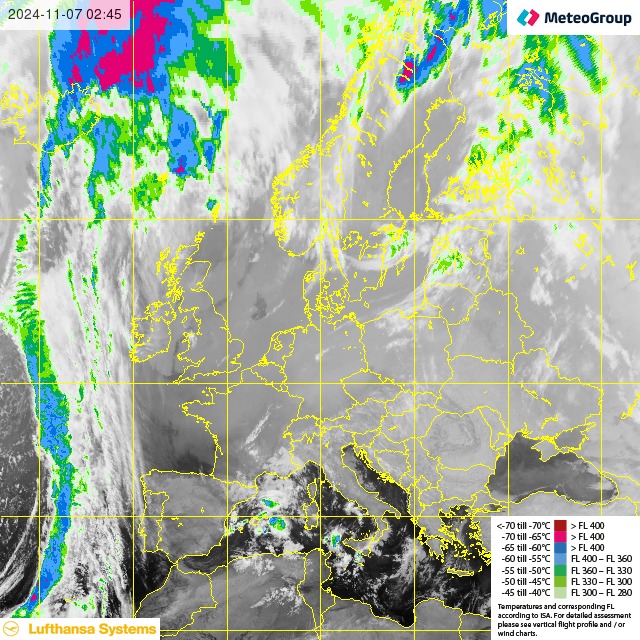 2024-11-07 02:45
MeteoGroup
<-70 till -70°C > FL 400
-70 till -65°C > FL 400
-65 till -60°C > FL 400
-60 till -55°C FL 400 – FL 360
-55 till -50°C FL 360 – FL 330
-50 till -45°C FL 330 – FL 300
-45 till -40°C FL 300 – FL 280
Temperatures and corresponding FL
according to ISA. For detailed assessment
please see vertical flight profile and / or
wind charts.
Lufthansa Systems